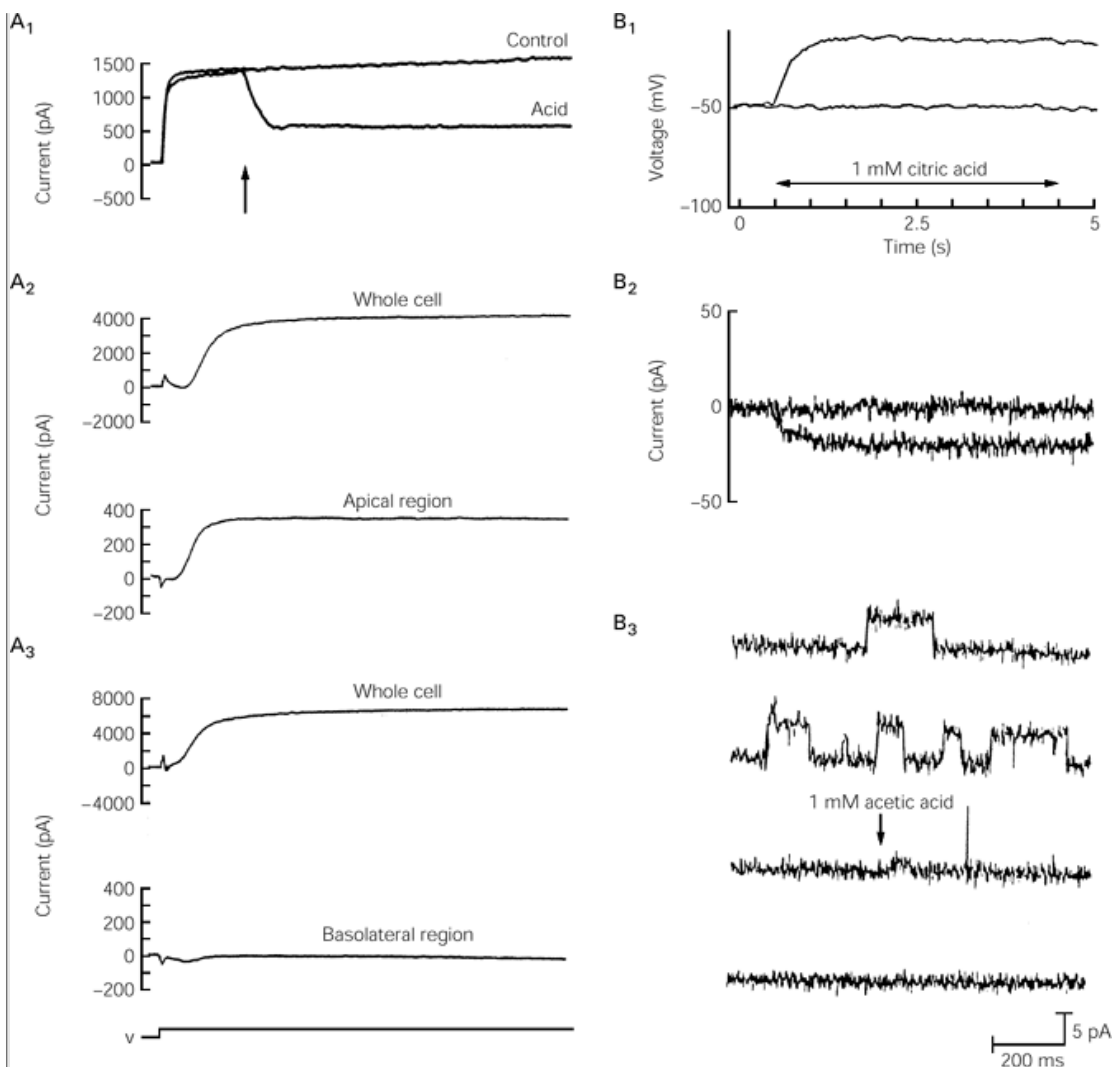 A1
Control
Acid
1500
1000
500
0
−500
Current (pA)
A2
Whole cell
4000
2000
0
−2000
Current (pA)
Apical region
400
200
0
−200
A3
Whole cell
8000
4000
0
−4000
Current (pA)
400
200
0
−200
Basolateral region
v
B1
−50
−100
Voltage (mV)
1 mM citric acid
0
2.5
5
Time (s)
B2
50
0
−50
Current (pA)
B3
1 mM acetic acid
5 pA
200 ms